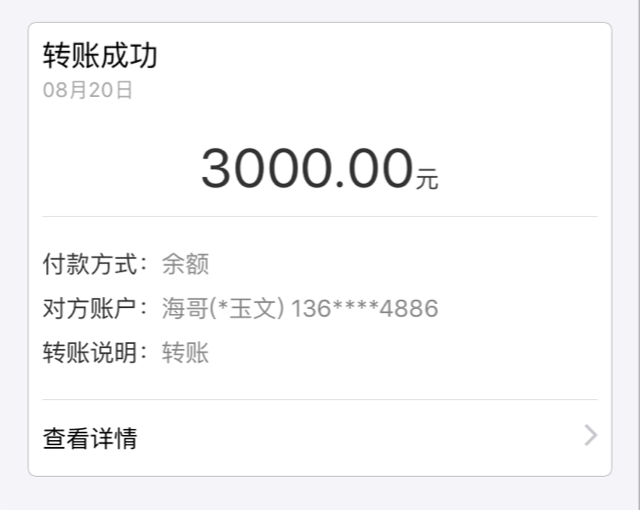 转账成功
08月20日
3000.00元
付款方式：余额
对方账户：海哥(*玉文) 136****4886
转账说明：转账
查看详情